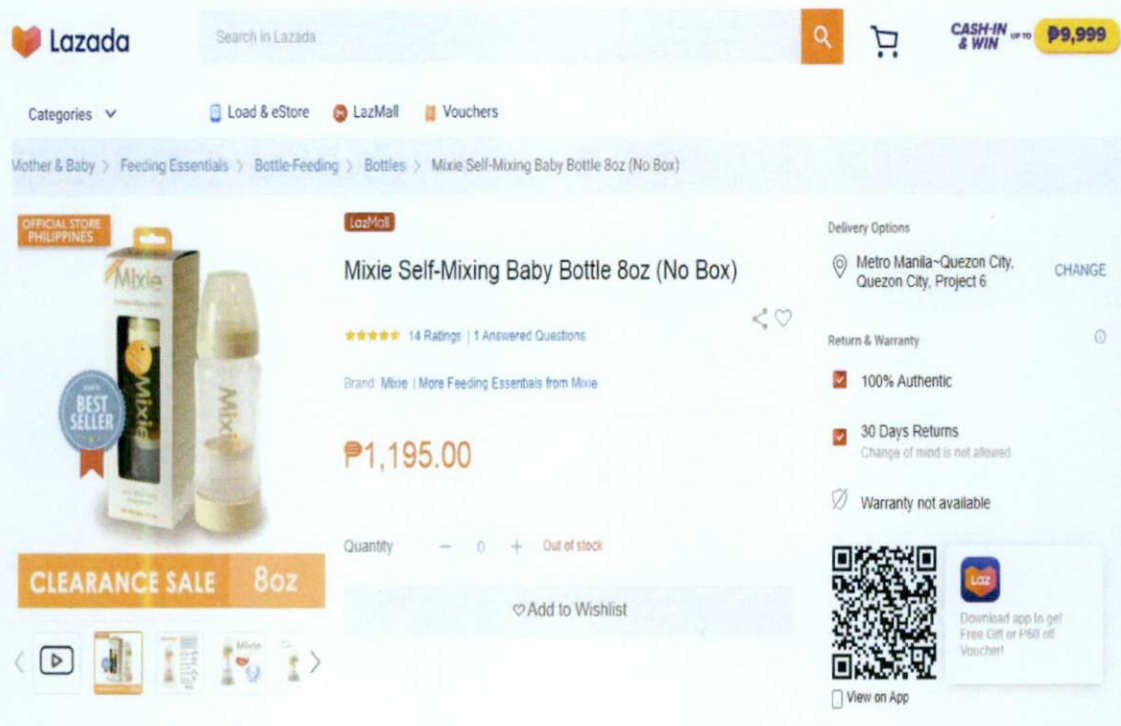 Lazada
Search in Lazada
CASH-IN & WIN UP TO ₱9,999
Categories
Load & eStore
LazMall
Vouchers
Mother & Baby > Feeding Essentials > Bottle-Feeding > Bottles > Mixie Self-Mixing Baby Bottle 8oz (No Box)
OFFICIAL STORE
PHILIPPINES
Mixie
Mixie
Mixie
BEST
SELLER
CLEARANCE SALE 8oz
Mixie
LazMall
Mixie Self-Mixing Baby Bottle 8oz (No Box)
14 Ratings | 1 Answered Questions
Brand: Mixie | More Feeding Essentials from Mixie
₱1,195.00
Quantity − 0 + Out of stock
Add to Wishlist
Delivery Options
Metro Manila~Quezon City,
Quezon City, Project 6
CHANGE
Return & Warranty
100% Authentic
30 Days Returns
Change of mind is not allowed
Warranty not available
Laz
Download app to get
Free Gift or P60 off
Voucher!
View on App